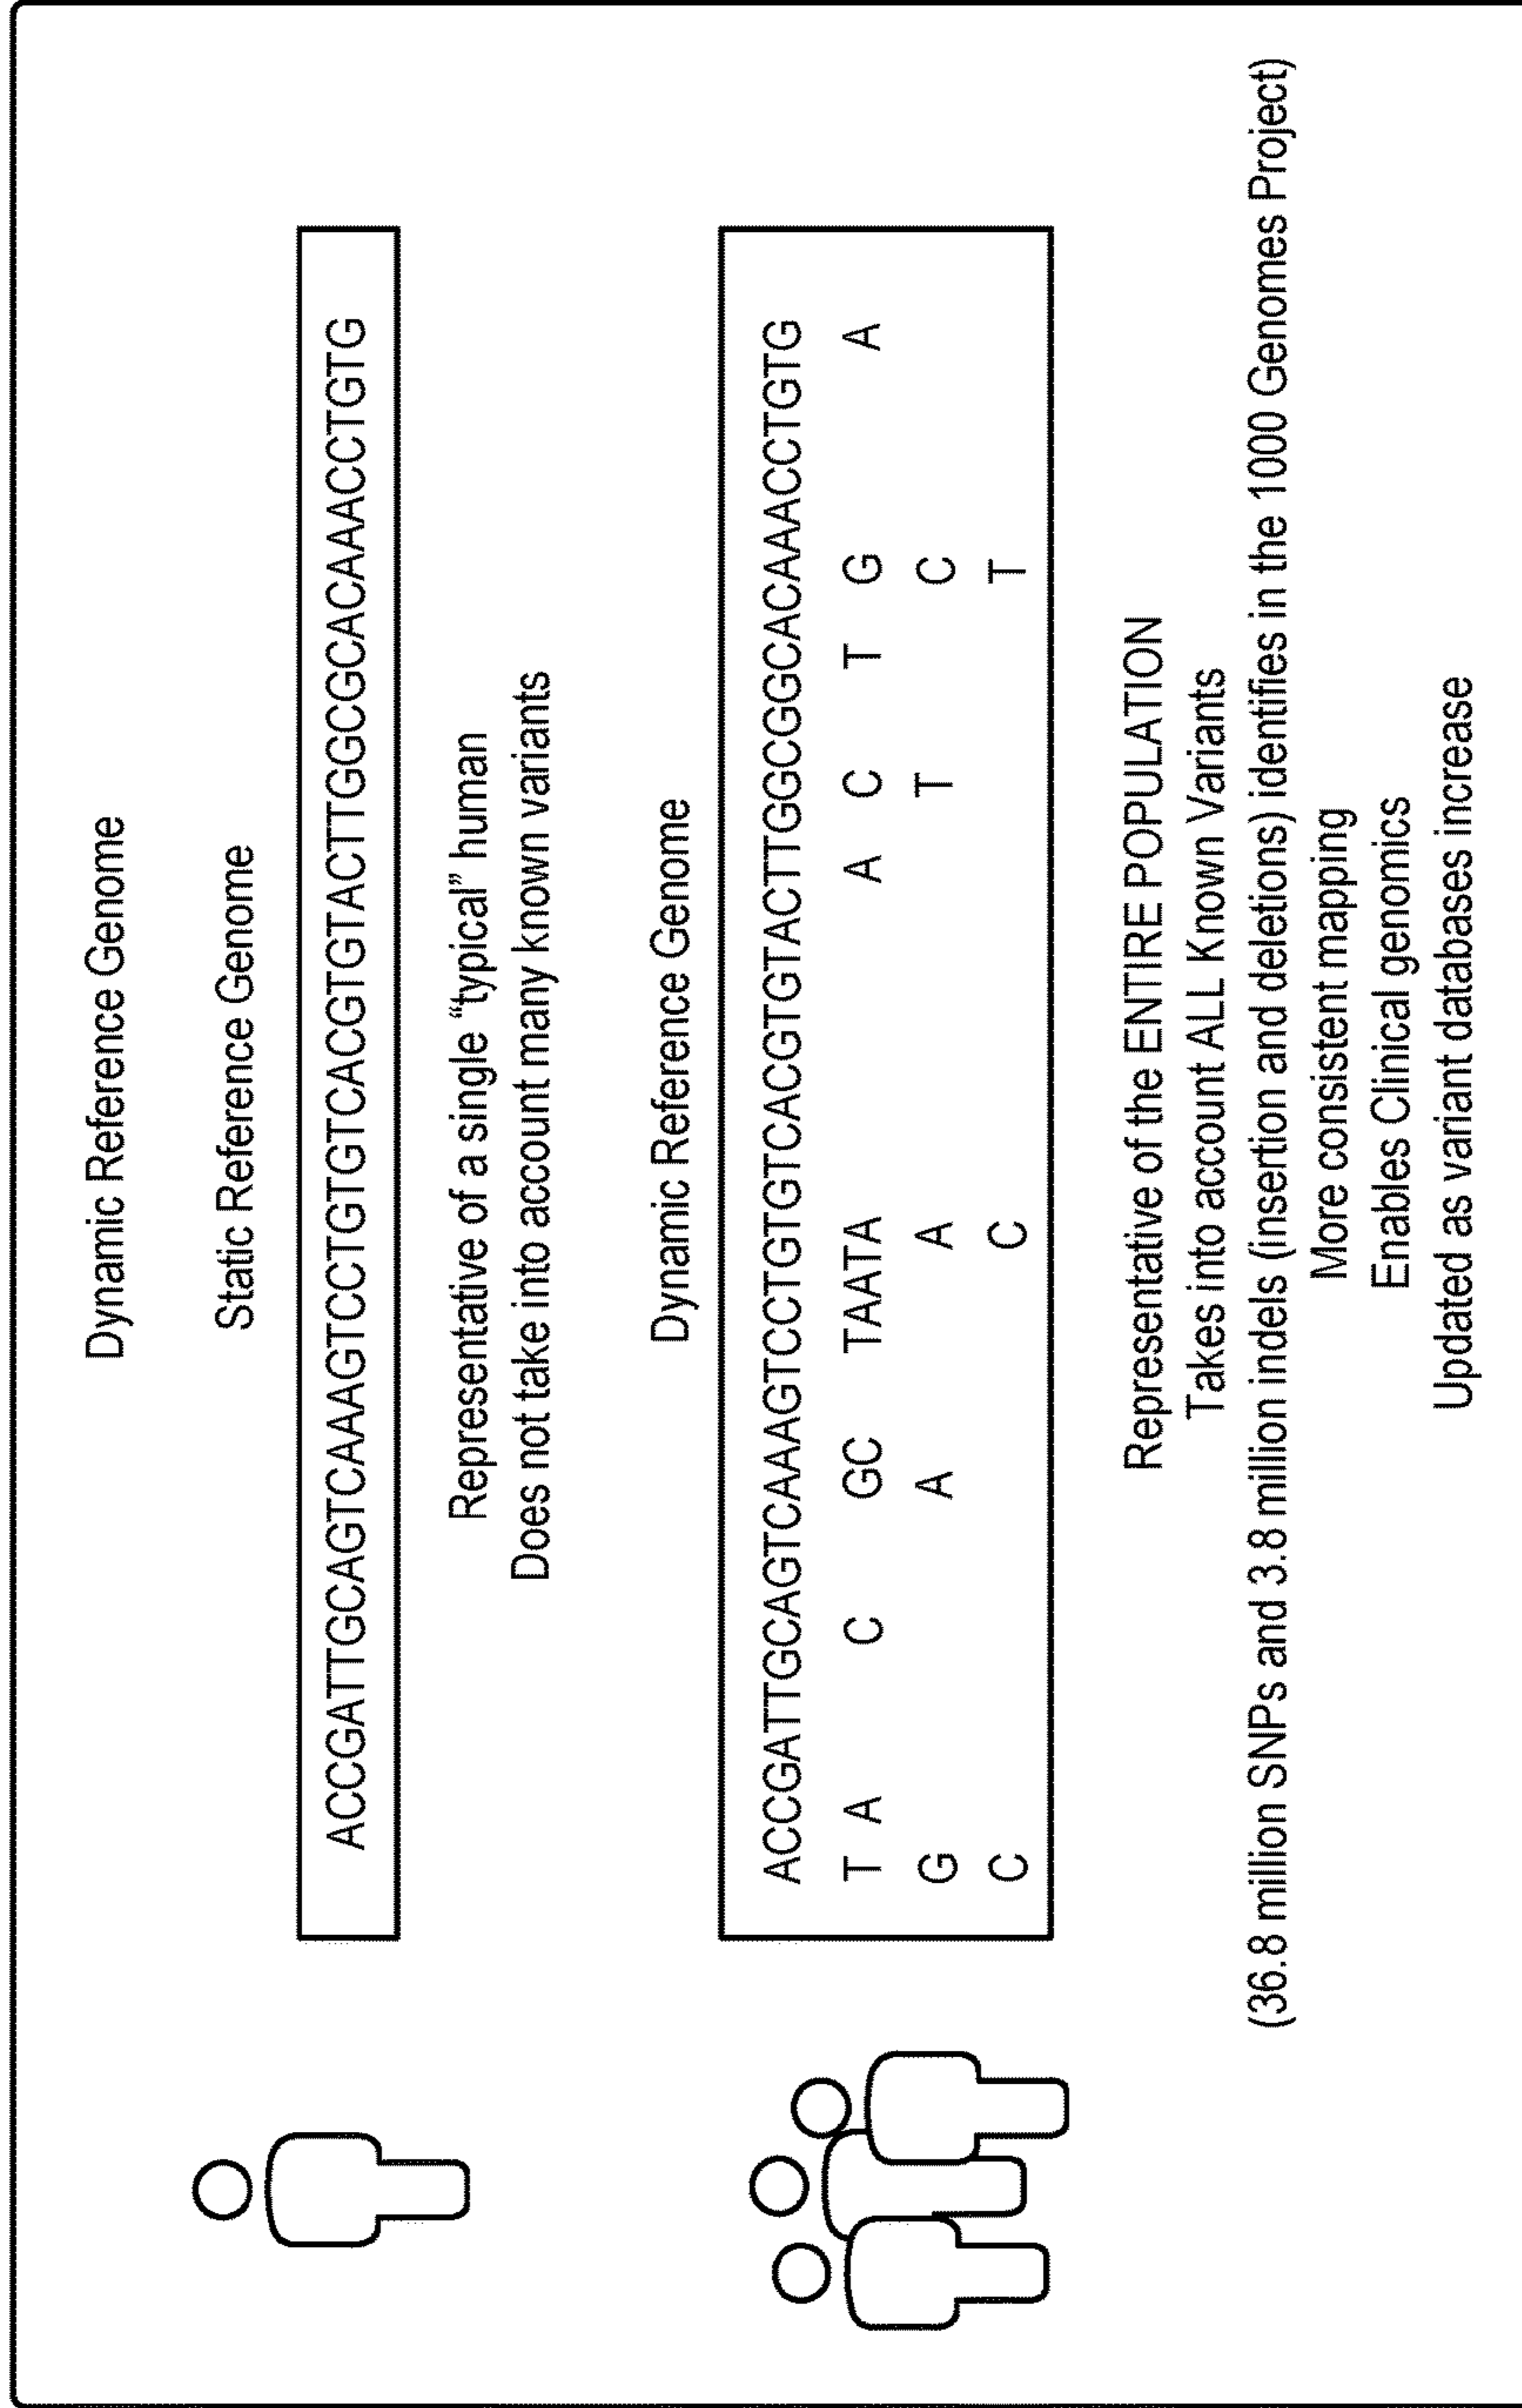 Dynamic Reference Genome
Static Reference Genome
ACCGATTGCAGTCAAAGTCCTGTGTCACGTGTACTTGGCGCACAAACCTGTG
Representative of a single “typical” human
Does not take into account many known variants
Dynamic Reference Genome
ACCGATTGCAGTCAAAGTCCTGTGTCACGTGTACTTGGCGGCACAAACCTGTG
T A C GC TAATA A C T G A
G A A T C
C C T
Representative of the ENTIRE POPULATION
Takes into account ALL Known Variants
(36.8 million SNPs and 3.8 million indels (insertion and deletions) identifies in the 1000 Genomes Project)
More consistent mapping
Enables Clinical genomics
Updated as variant databases increase